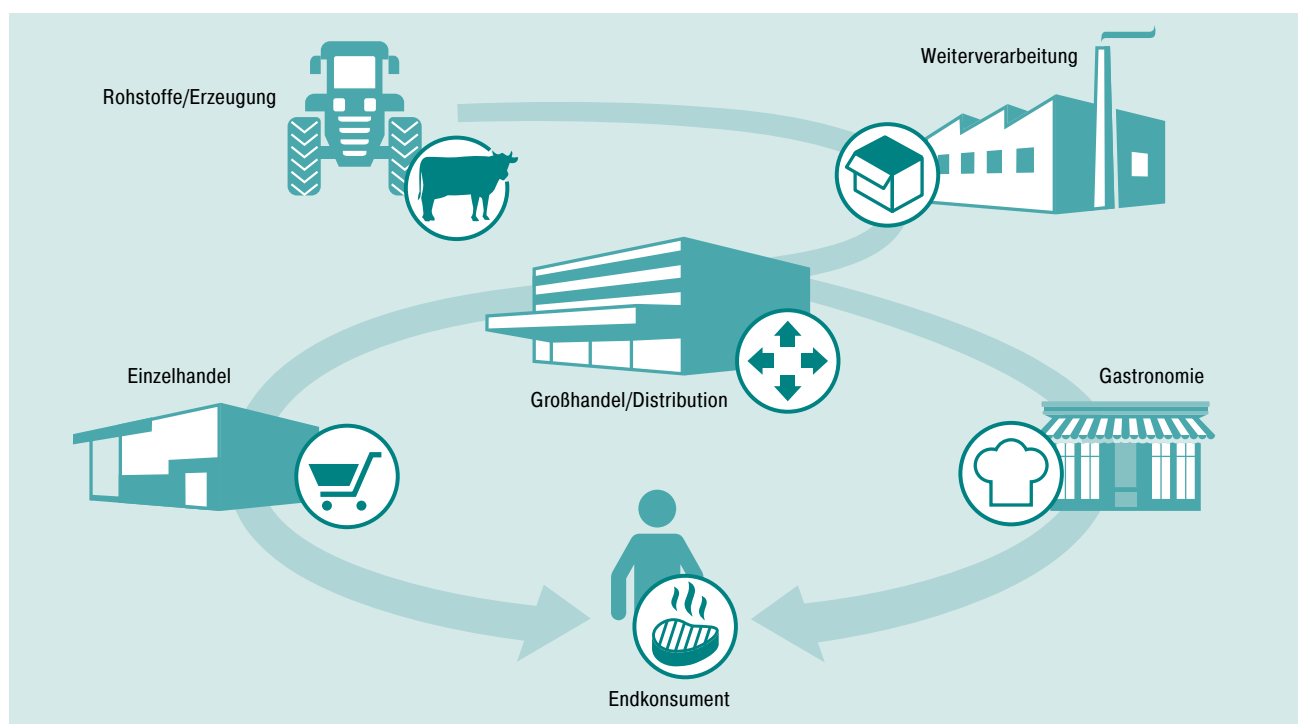 Weiterverarbeitung
Rohstoffe/Erzeugung
Einzelhandel
Großhandel/Distribution
Gastronomie
Endkonsument